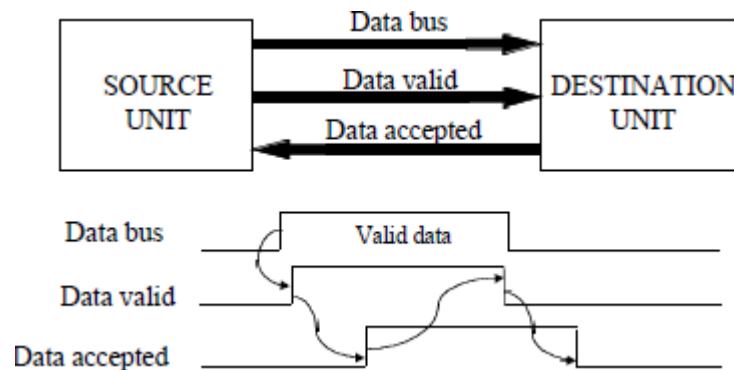 Data bus
SOURCE
UNIT
Data valid
DESTINATION
UNIT
Data accepted
Data bus
Valid data
Data valid
Data accepted